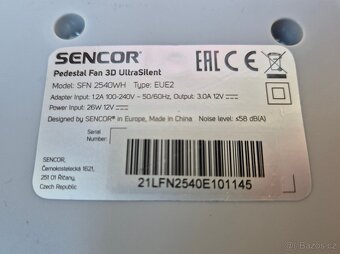 SENCOR®
EAC CE
Pedestal Fan 3D UltraSilent
Model: SFN 2540WH Type: EUE2
Adapter Input: 1.2A 100-240V ~ 50/60Hz, Output: 3.0A 12V
Power Input: 26W 12V
Designed by SENCOR® in Europe, Made in China Noise level: ≤58 dB(A)
Serial
Number:
SENCOR,
Černokostelecká 1621,
251 01 Říčany,
Czech Republic
21LFN2540E101145